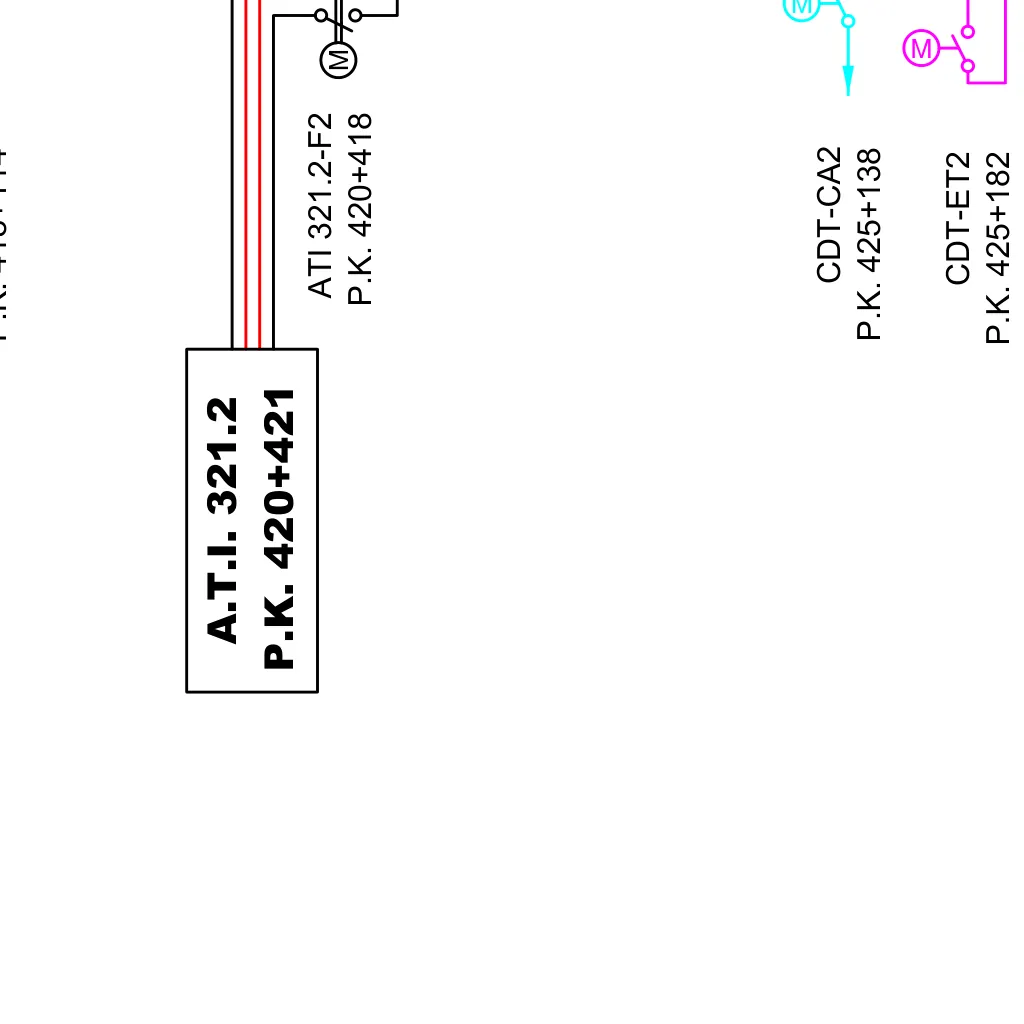 M
ATI 321.2-F2
P.K. 420+418
A.T.I. 321.2
P.K. 420+421
M
CDT-CA2
P.K. 425+138
M
CDT-ET2
P.K. 425+182